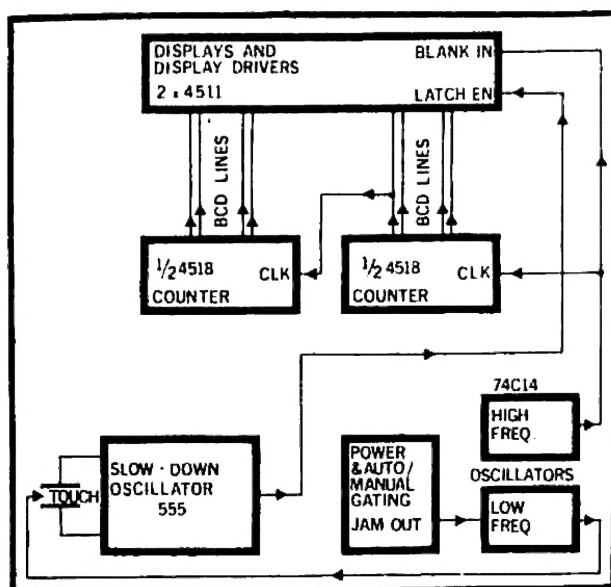 DISPLAYS AND
DISPLAY DRIVERS
2 x 4511
BLANK IN
LATCH EN
BCD LINES
BCD LINES
1/2 4518
COUNTER
CLK
1/2 4518
COUNTER
CLK
74C14
HIGH
FREQ.
OSCILLATORS
LOW
FREQ
POWER
& AUTO/
MANUAL
GATING
JAM OUT
SLOW-DOWN
OSCILLATOR
555
TOUCH